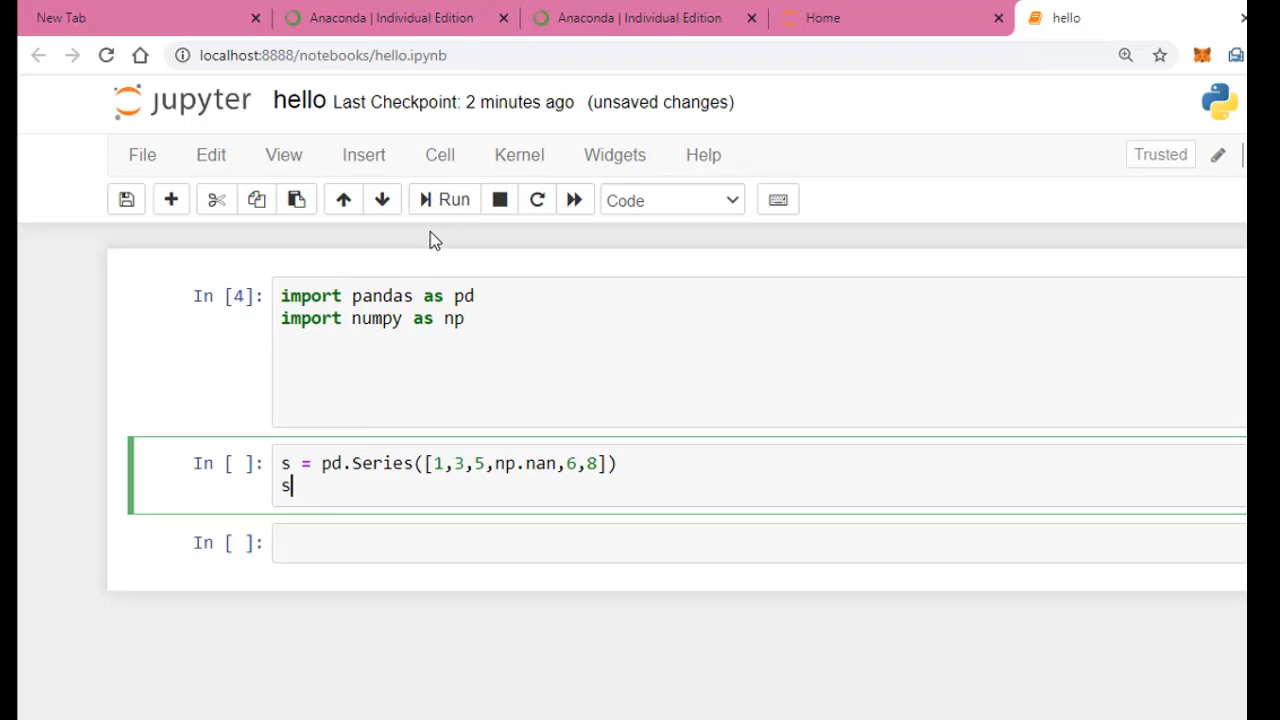 New Tab Anaconda | Individual Edition Anaconda | Individual Edition Home hello
localhost:8888/notebooks/hello.ipynb
jupyter hello Last Checkpoint: 2 minutes ago (unsaved changes)
File Edit View Insert Cell Kernel Widgets Help Trusted
Run Code
In [4]: import pandas as pd
import numpy as np
In [ ]: s = pd.Series([1,3,5,np.nan,6,8])
s
In [ ]: